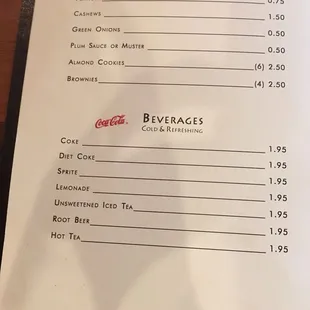 0.75
Cashews 1.50
Green Onions 0.50
Plum Sauce or Muster 0.50
Almond Cookies (6) 2.50
Brownies (4) 2.50
Coca-Cola Beverages
Cold & Refreshing
Coke 1.95
Diet Coke 1.95
Sprite 1.95
Lemonade 1.95
Unsweetened Iced Tea 1.95
Root Beer 1.95
Hot Tea 1.95